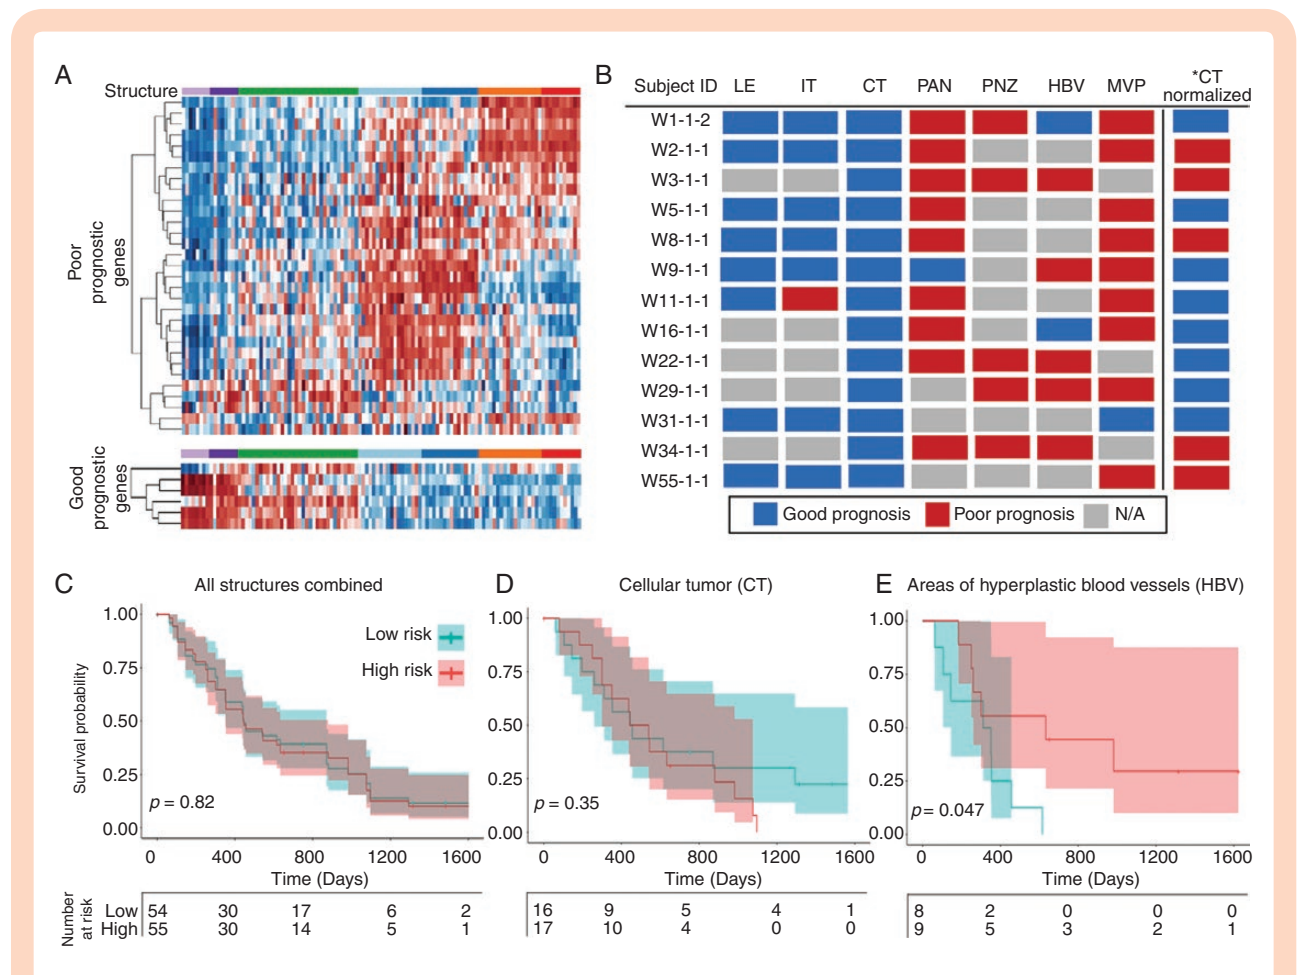 A
Structure
Poor
prognostic
genes
Good
prognostic
genes
B
Subject ID LE IT CT PAN PNZ HBV MVP *CT normalized
W1-1-2
W2-1-1
W3-1-1
W5-1-1
W8-1-1
W9-1-1
W11-1-1
W16-1-1
W22-1-1
W29-1-1
W31-1-1
W34-1-1
W55-1-1
Good prognosis Poor prognosis N/A
C All structures combined
Survival probability
1.00
0.75
0.50
0.25
0.00
Low risk
High risk
p = 0.82
0 400 800 1200 1600
Time (Days)
Number
at risk
Low 54 30 17 6 2
High 55 30 14 5 1
D Cellular tumor (CT)
1.00
0.75
0.50
0.25
0.00
p = 0.35
0 400 800 1200 1600
Time (Days)
16 9 5 4 1
17 10 4 0 0
E Areas of hyperplastic blood vessels (HBV)
1.00
0.75
0.50
0.25
0.00
p= 0.047
0 400 800 1200 1600
Time (Days)
8 2 0 0 0
9 5 3 2 1